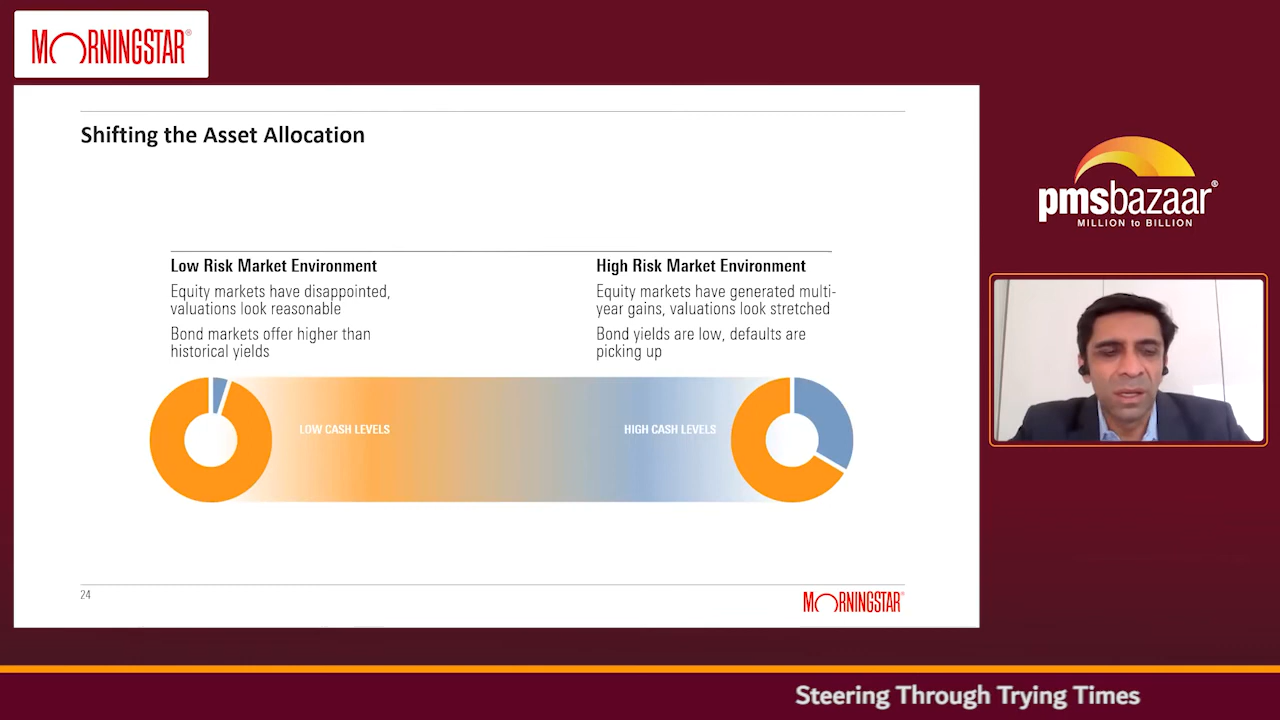 MORNINGSTAR®
Shifting the Asset Allocation
Low Risk Market Environment
Equity markets have disappointed,
valuations look reasonable
Bond markets offer higher than
historical yields
High Risk Market Environment
Equity markets have generated multi-
year gains, valuations look stretched
Bond yields are low, defaults are
picking up
LOW CASH LEVELS
HIGH CASH LEVELS
24
MORNINGSTAR®
pmsbazaar®
MILLION to BILLION
Steering Through Trying Times